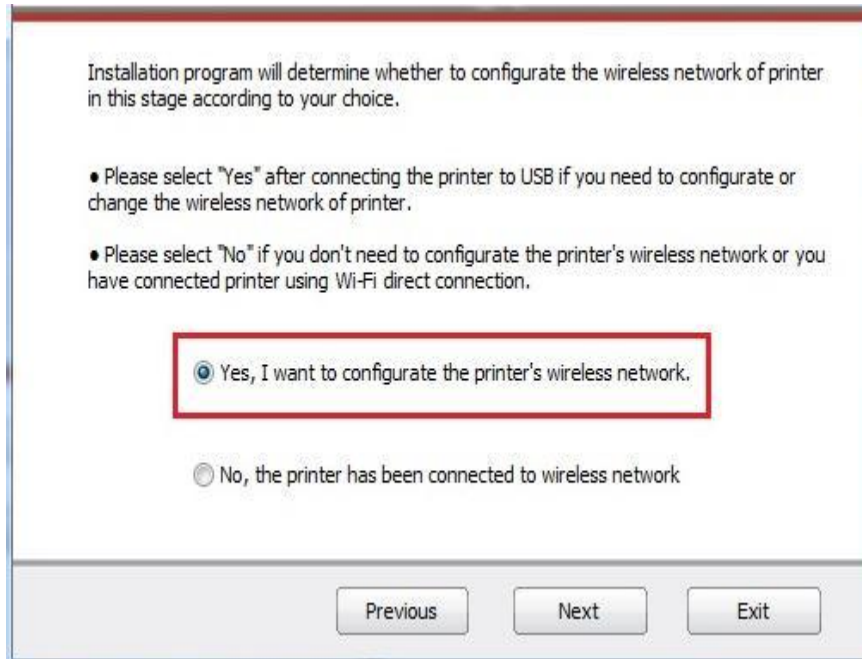 Installation program will determine whether to configurate the wireless network of printer
in this stage according to your choice.
● Please select "Yes" after connecting the printer to USB if you need to configurate or
change the wireless network of printer.
● Please select "No" if you don't need to configurate the printer's wireless network or you
have connected printer using Wi-Fi direct connection.
Yes, I want to configurate the printer's wireless network.
No, the printer has been connected to wireless network
Previous Next Exit